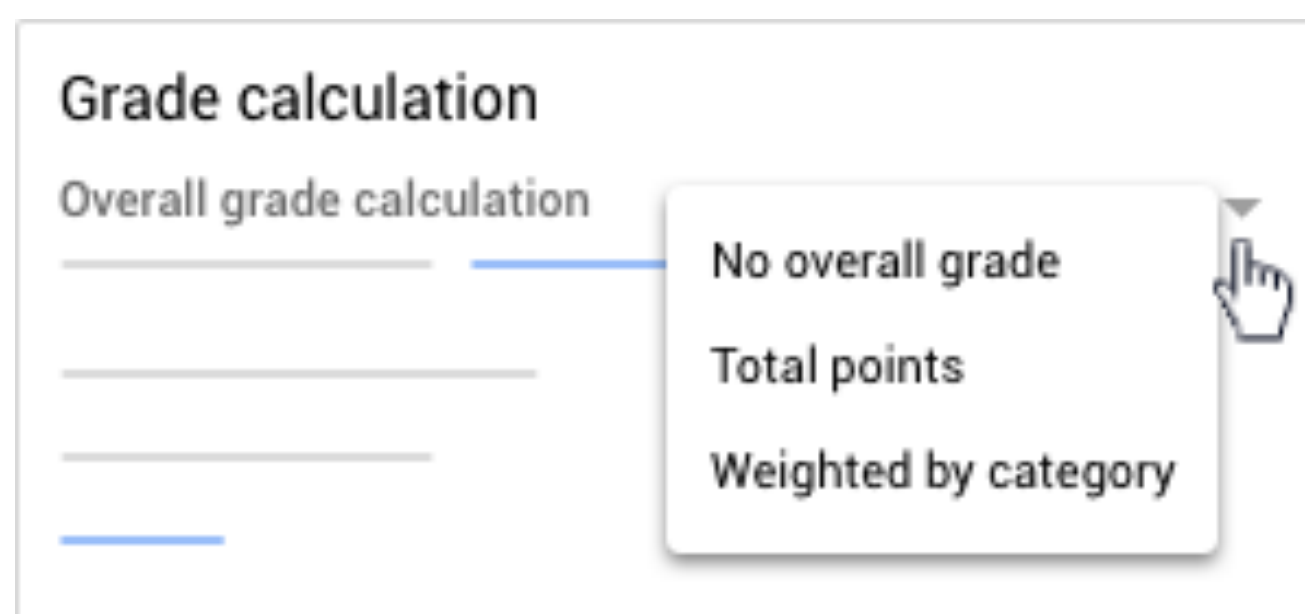 Grade calculation
Overall grade calculation
No overall grade
Total points
Weighted by category